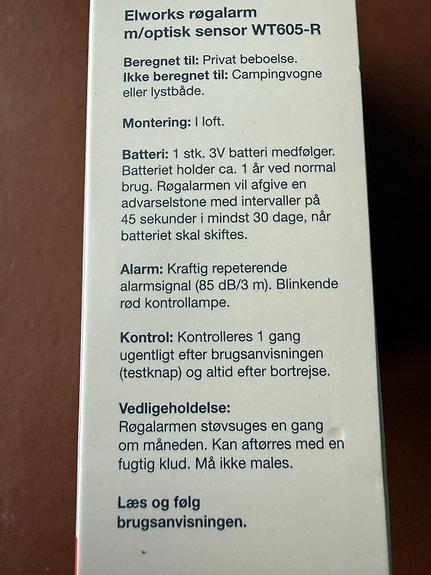 Elworks røgalarm
m/optisk sensor WT605-R
Beregnet til: Privat beboelse.
Ikke beregnet til: Campingvogne
eller lystbåde.
Montering: I loft.
Batteri: 1 stk. 3V batteri medfølger.
Batteriet holder ca. 1 år ved normal
brug. Røgalarmen vil afgive en
advarselstone med intervaller på
45 sekunder i mindst 30 dage, når
batteriet skal skiftes.
Alarm: Kraftig repeterende
alarmsignal (85 dB/3 m). Blinkende
rød kontrollampe.
Kontrol: Kontrolleres 1 gang
ugentligt efter brugsanvisningen
(testknap) og altid efter bortrejse.
Vedligeholdelse:
Røgalarmen støvsuges en gang
om måneden. Kan aftørres med en
fugtig klud. Må ikke males.
Læs og følg
brugsanvisningen.